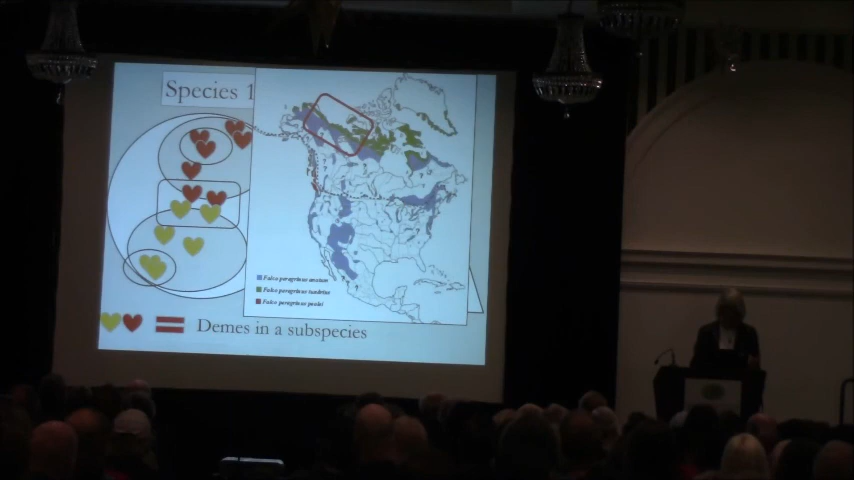 Species 1
Falco peregrinus anatum
Falco peregrinus tundrius
Falco peregrinus pealei
Demes in a subspecies